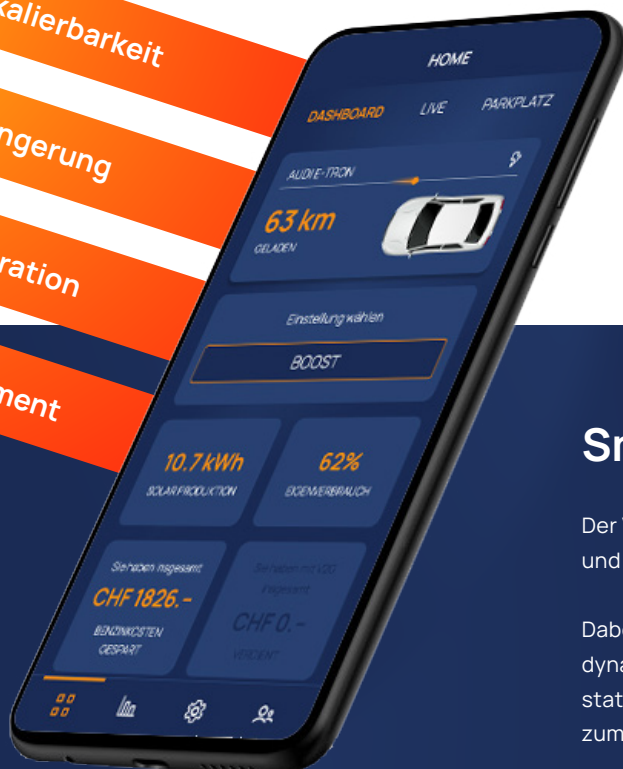 kalierbarkeit
ngerung
ration
ment
HOME
DASHBOARD LIVE PARKPLATZ
AUDI E-TRON
63 km
GELADEN
Einstellung wählen
BOOST
10.7 kWh
SOLAR PRODUKTION
62%
EIGENVERBRAUCH
Sie haben insgesamt
CHF 1826.-
BENZINKOSTEN
GESPART
Sie haben mit V2G
insgesamt
CHF 0.-
VERDIENT
Der
und
Dabe
dyna
stat
zum